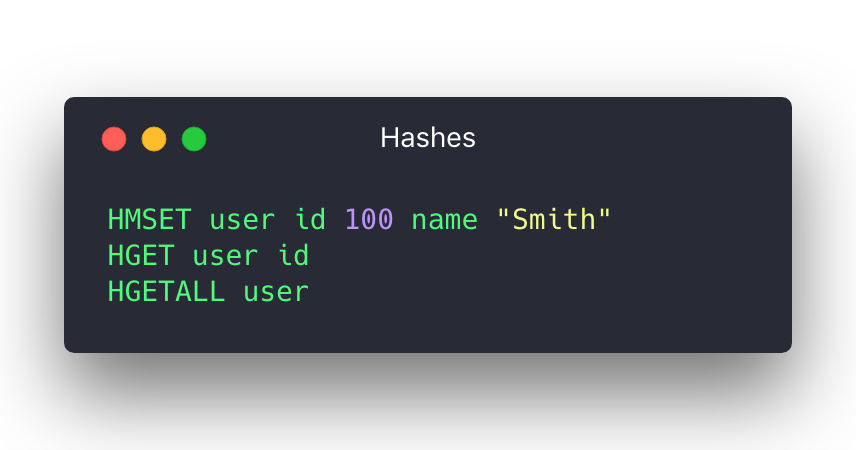 Hashes
HMSET user id 100 name "Smith"
HGET user id
HGETALL user